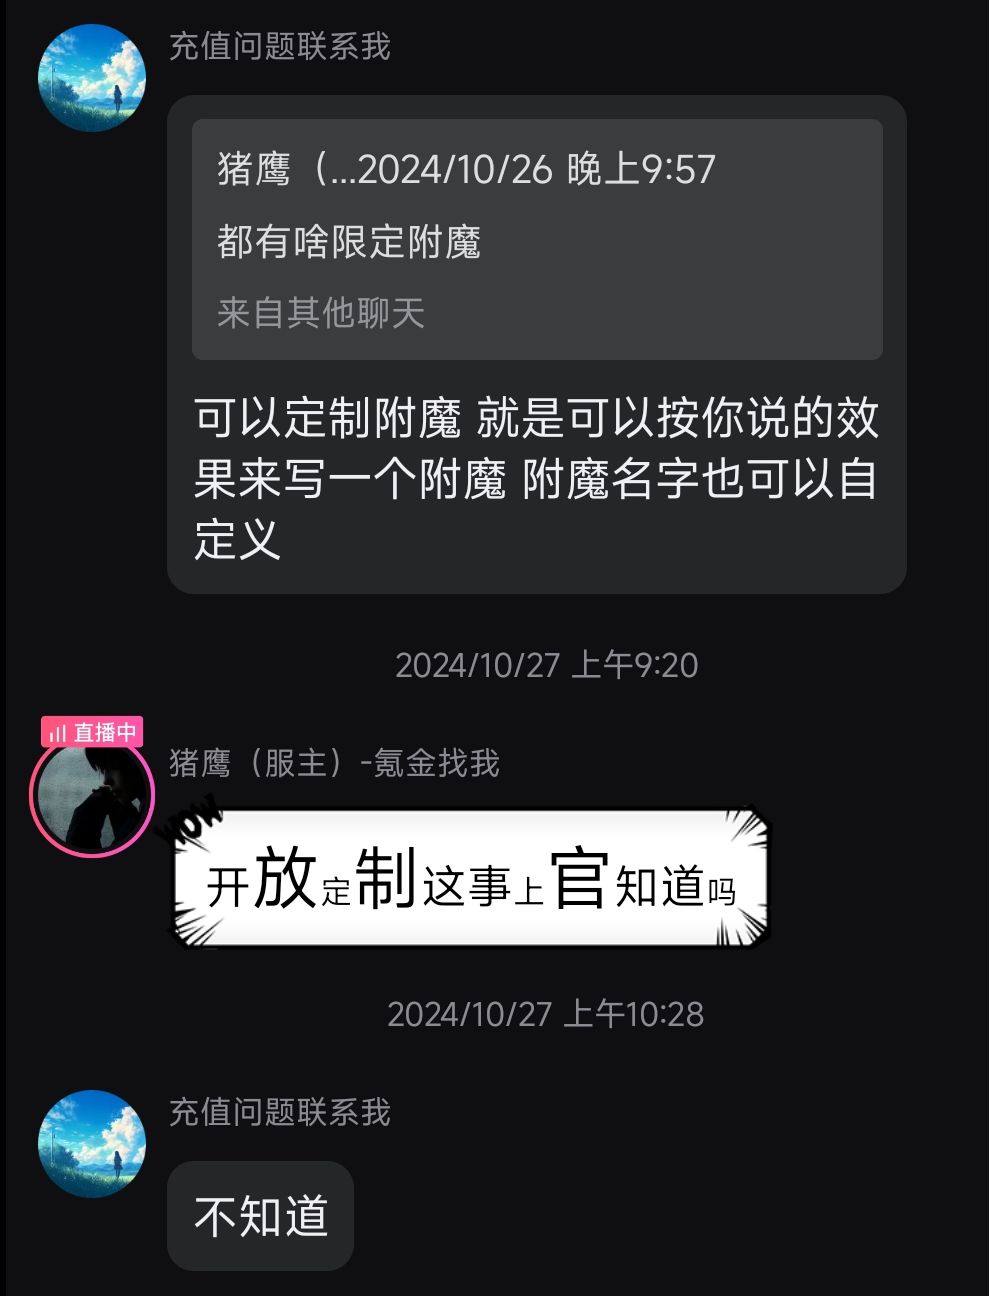 充值问题联系我
猪鹰（...2024/10/26 晚上9:57
都有啥限定附魔
来自其他聊天
可以定制附魔 就是可以按你说的效
果来写一个附魔 附魔名字也可以自
定义
2024/10/27 上午9:20
直播中
猪鹰（服主）-氪金找我
WOW
开放定制这事上官知道吗
2024/10/27 上午10:28
充值问题联系我
不知道